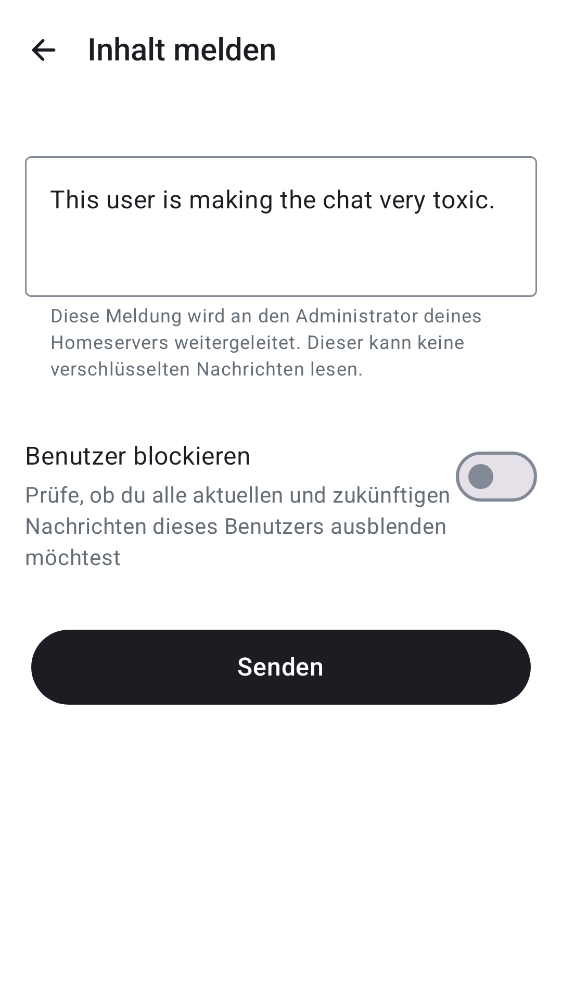 Inhalt melden
This user is making the chat very toxic.
Diese Meldung wird an den Administrator deines
Homeservers weitergeleitet. Dieser kann keine
verschlüsselten Nachrichten lesen.
Benutzer blockieren
Prüfe, ob du alle aktuellen und zukünftigen
Nachrichten dieses Benutzers ausblenden
möchtest
Senden